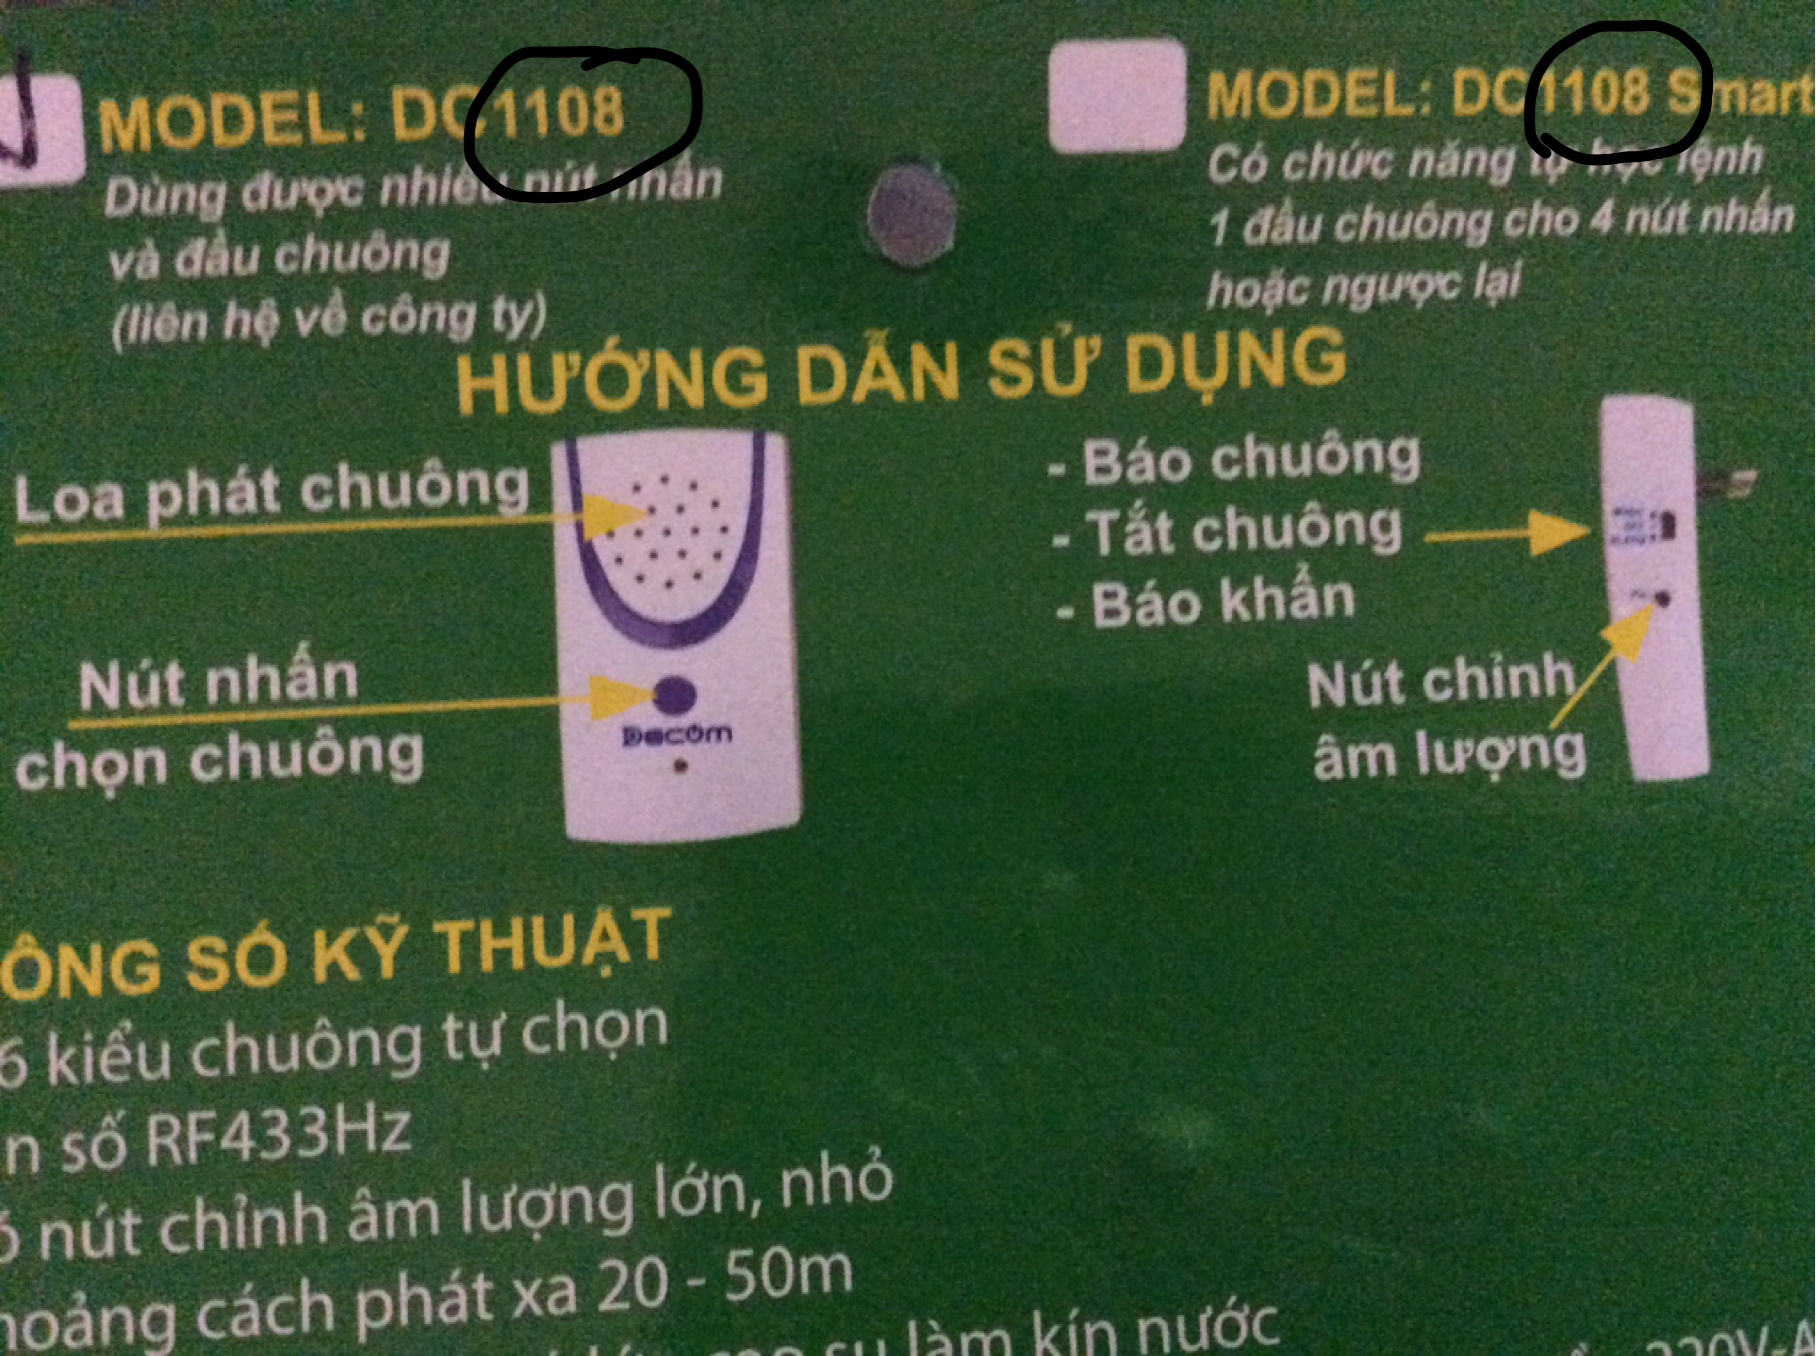 MODEL: DC1108
Dùng được nhiều nút nhấn
và đầu chuông
(liên hệ về công ty)
MODEL: DC1108 Smart
Có chức năng tự học lệnh
1 đầu chuông cho 4 nút nhấn
hoặc ngược lại
HƯỚNG DẪN SỬ DỤNG
Loa phát chuông
Nút nhấn
chọn chuông
Dacom
- Báo chuông
- Tắt chuông
- Báo khẩn
Nút chỉnh
âm lượng
ÔNG SỐ KỸ THUẬT
6 kiểu chuông tự chọn
n số RF433Hz
ó nút chỉnh âm lượng lớn, nhỏ
hoảng cách phát xa 20 - 50m
cao su làm kín nước
220V-A